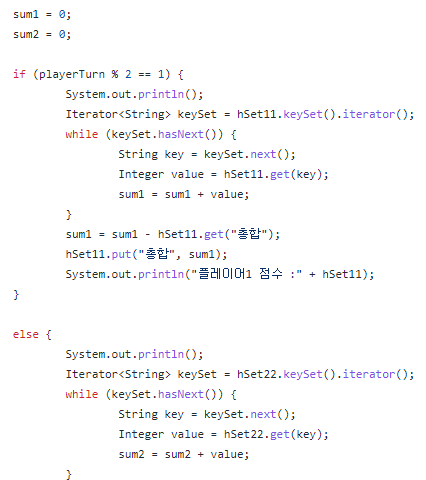 sum1 = 0;
sum2 = 0;
if (playerTurn % 2 == 1) {
System.out.println();
Iterator<String> keySet = hSet11.keySet().iterator();
while (keySet.hasNext()) {
String key = keySet.next();
Integer value = hSet11.get(key);
sum1 = sum1 + value;
}
sum1 = sum1 - hSet11.get("총합");
hSet11.put("총합", sum1);
System.out.println("플레이어1 점수 :" + hSet11);
}
else {
System.out.println();
Iterator<String> keySet = hSet22.keySet().iterator();
while (keySet.hasNext()) {
String key = keySet.next();
Integer value = hSet22.get(key);
sum2 = sum2 + value;
}